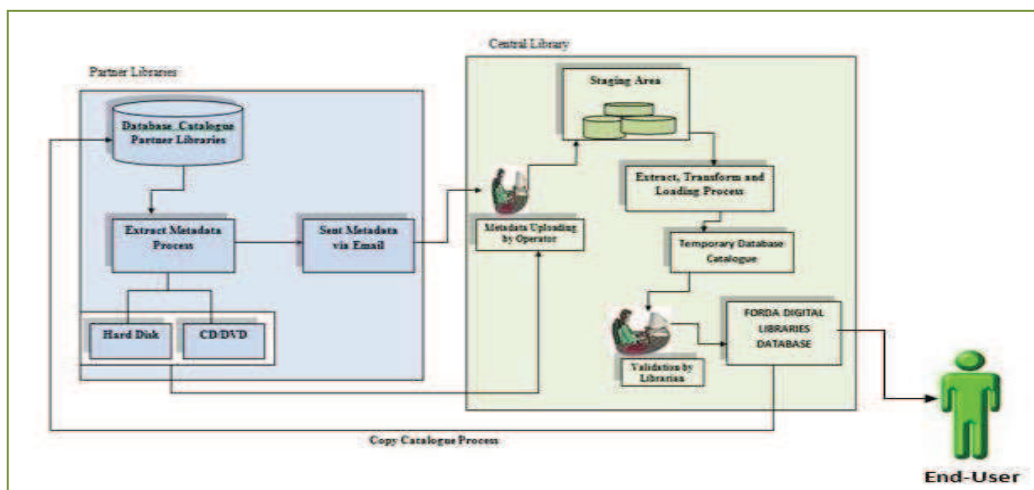 Central Library
Partner Libraries
Database Catalogue
Partner Libraries
Extract Metadata
Process
Sent Metadata
via Email
Hard Disk
CD/DVD
Staging Area
Metadata Uploading
by Operator
Extract, Transform and
Loading Process
Temporary Database
Catalogue
Validation by
Librarian
FORDA DIGITAL
LIBRARIES
DATABASE
Copy Catalogue Process
End-User